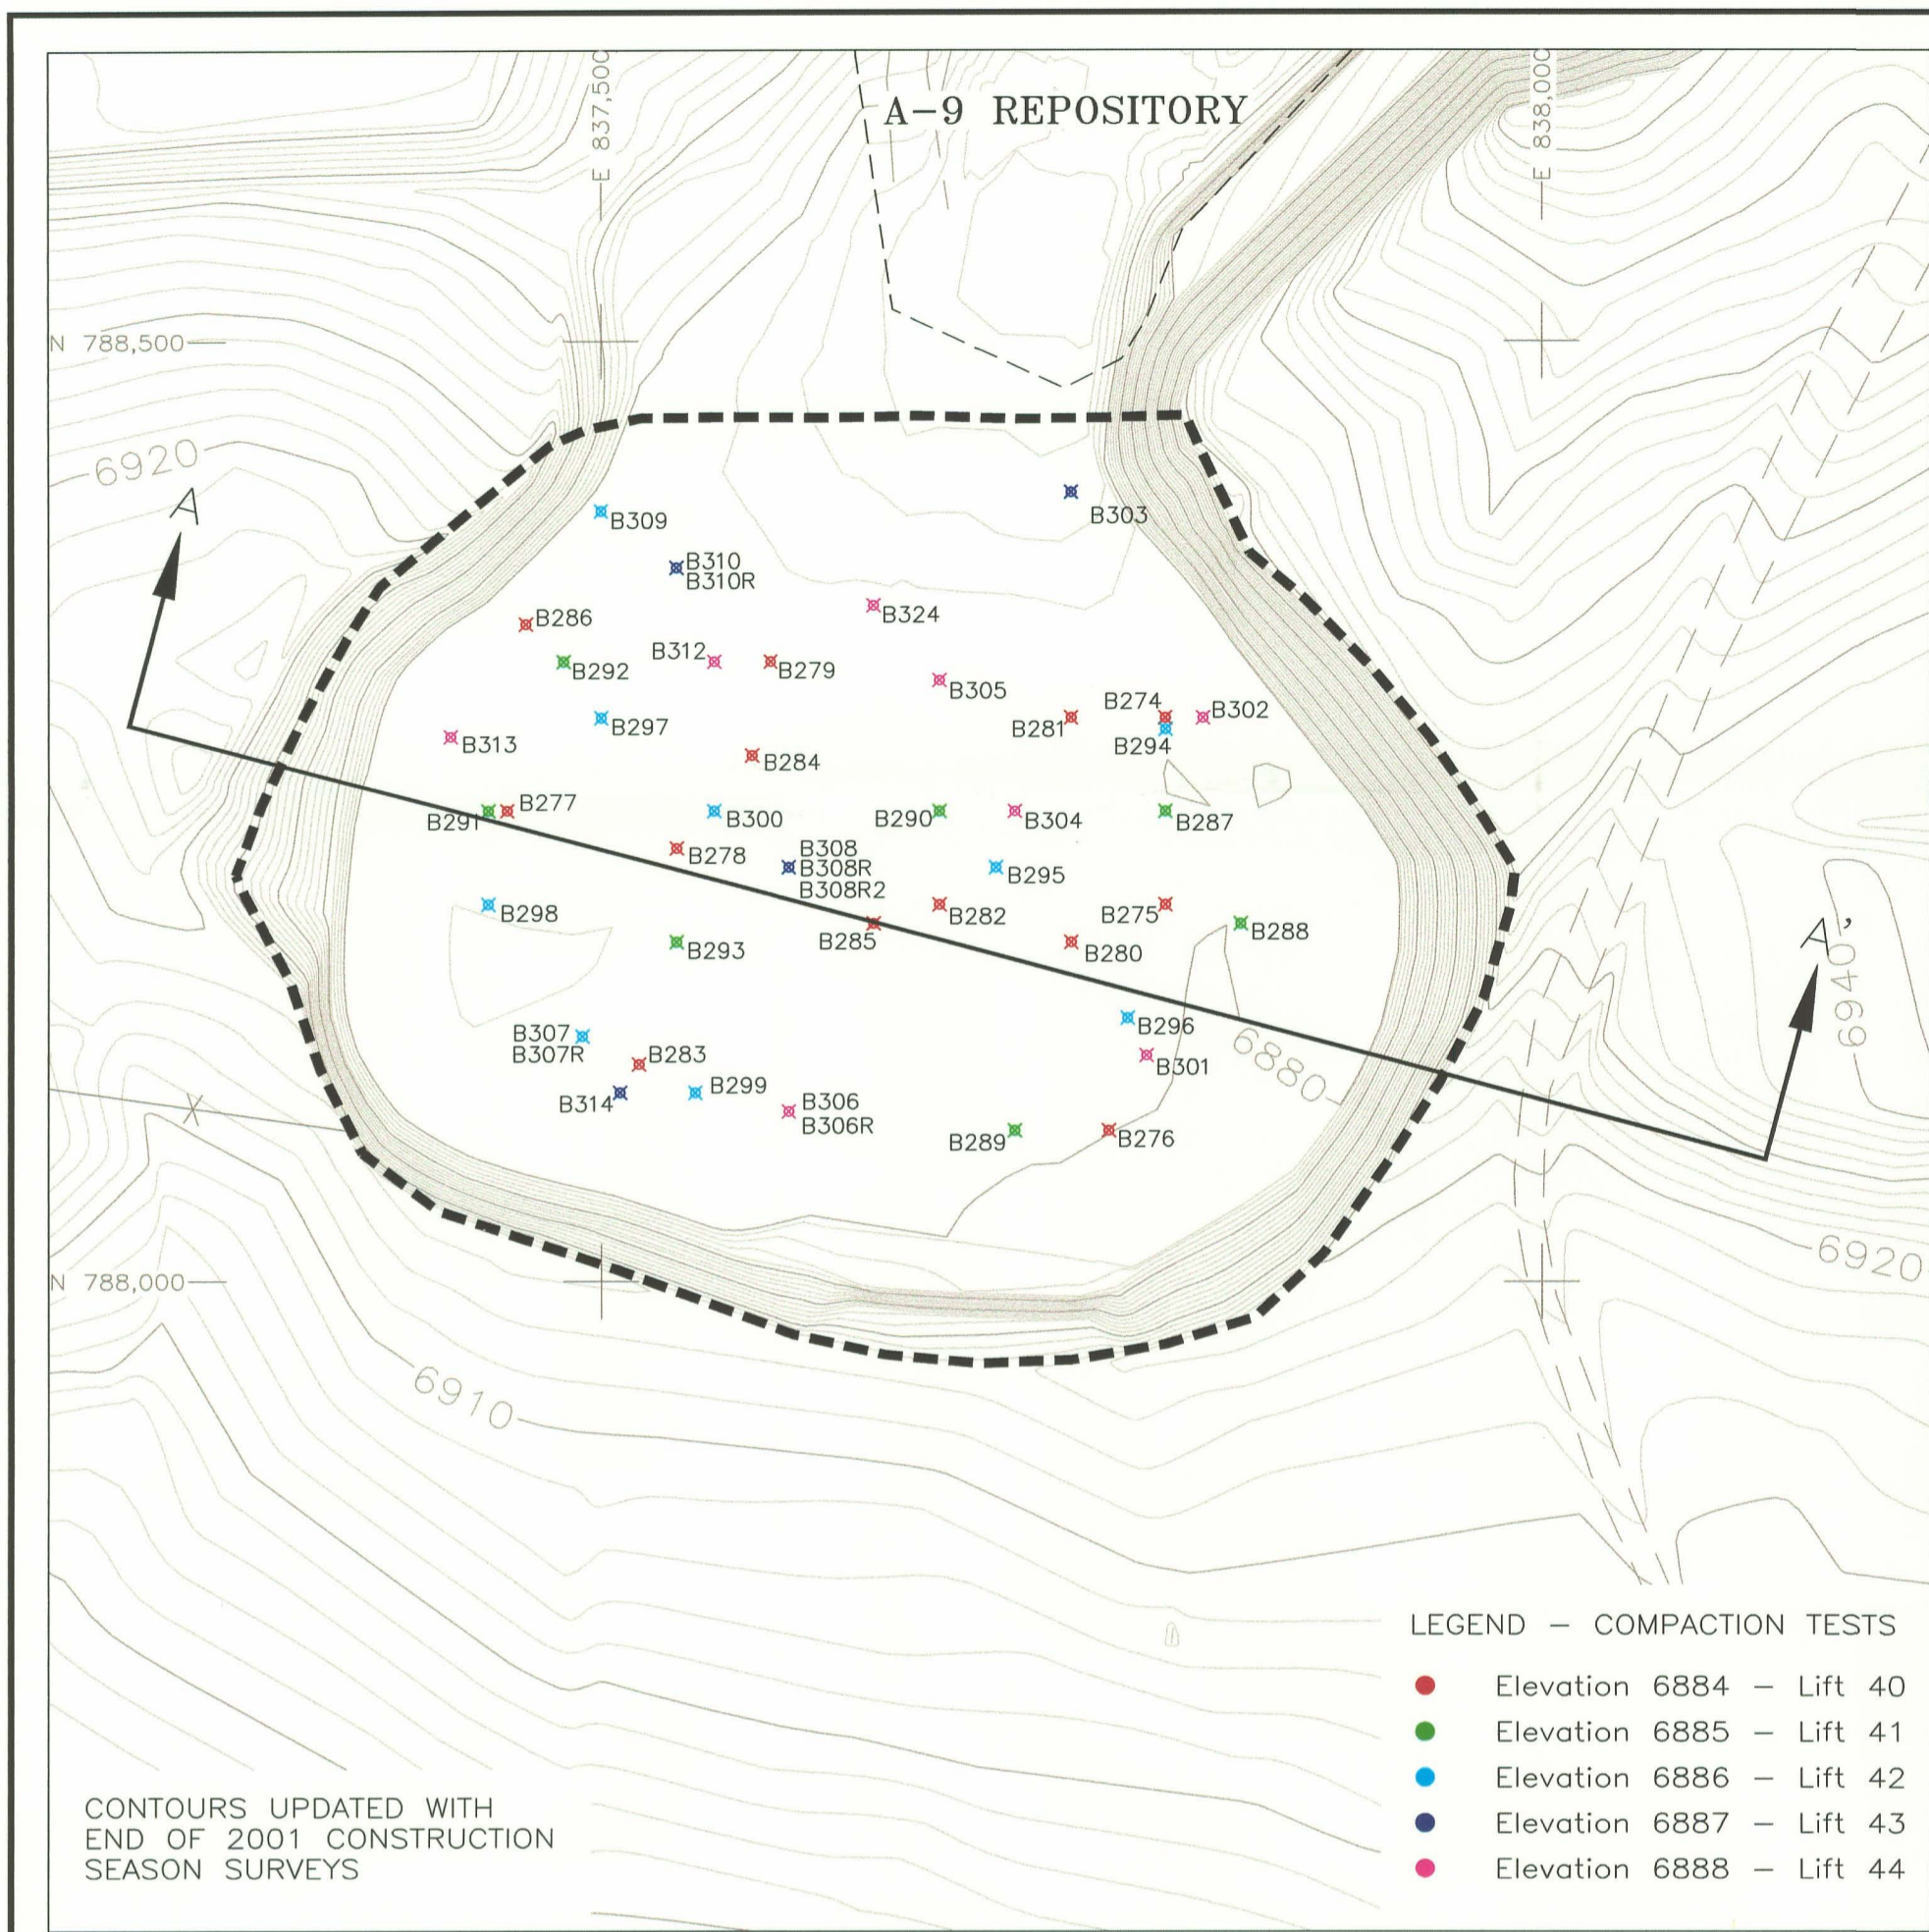 A-9 REPOSITORY
E 837,500
E 838,000
N 788,500
6920
A
B303
B309
B310
B310R
B324
B286
B312
B279
B292
B305
B274
B302
B281
B297
B294
B313
B284
B277
B291
B300
B290
B304
B287
B308
B278
B308R
B295
B308R2
B298
B282
B275
B288
B285
B293
B280
A'
6940
B296
B307
B307R
B283
B301
6880
B299
B314
B306
B306R
B289
B276
X
6920
N 788,000
6910
LEGEND - COMPACTION TESTS
Elevation 6884 - Lift 40
Elevation 6885 - Lift 41
Elevation 6886 - Lift 42
Elevation 6887 - Lift 43
Elevation 6888 - Lift 44
CONTOURS UPDATED WITH
END OF 2001 CONSTRUCTION
SEASON SURVEYS